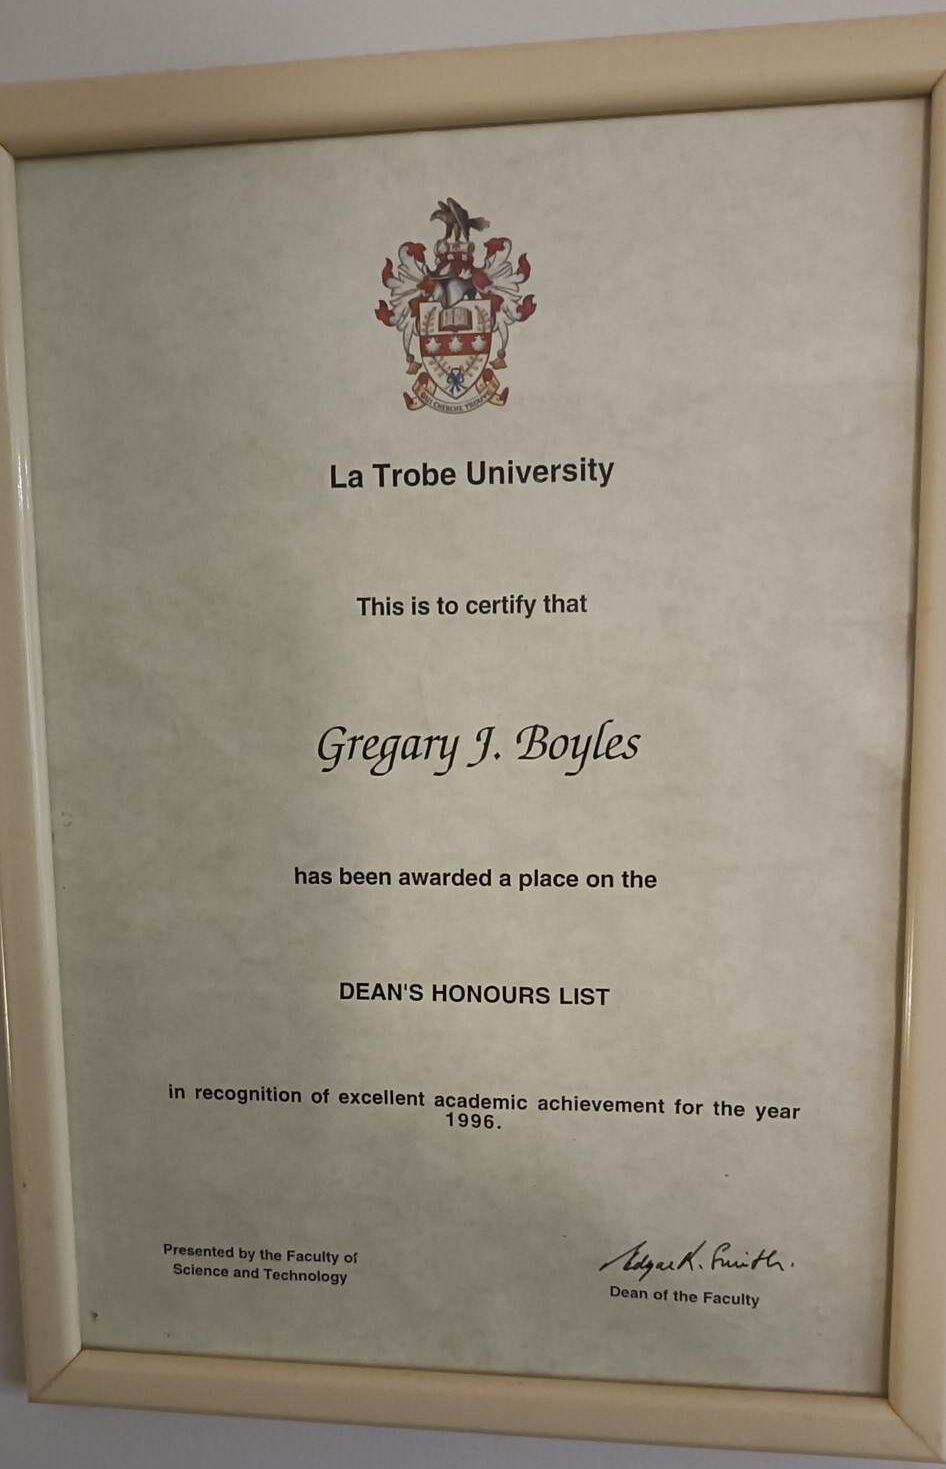 La Trobe University
This is to certify that
Gregary J. Boyles
has been awarded a place on the
DEAN'S HONOURS LIST
in recognition of excellent academic achievement for the year
1996.
Presented by the Faculty of
Science and Technology
Edgar K. Smith.
Dean of the Faculty